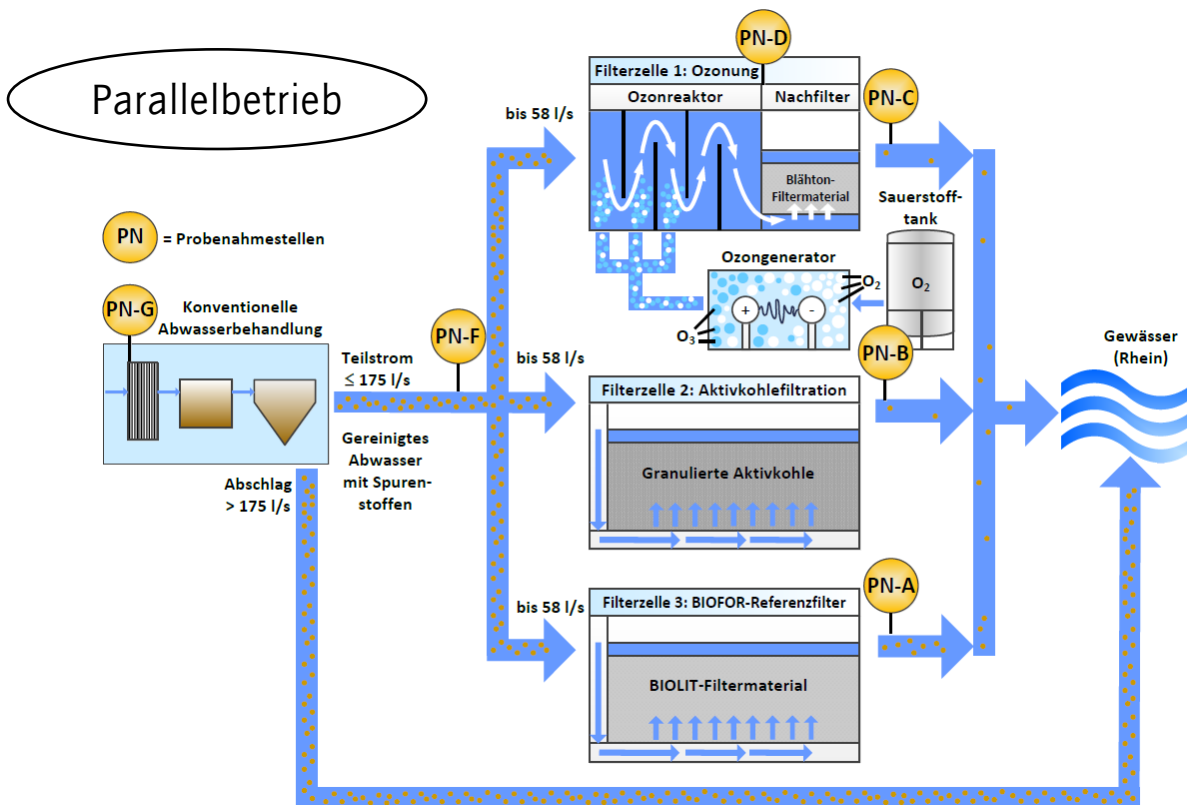 Parallelbetrieb
PN
= Probenahmestellen
PN-G
Konventionelle
Abwasserbehandlung
Teilstrom
≤ 175 l/s
PN-F
Gereinigtes
Abwasser
mit Spuren-
stoffen
Abschlag
> 175 l/s
bis 58 l/s
PN-D
Filterzelle 1: Ozonung
Ozonreaktor
Nachfilter
Blähton-
Filtermaterial
PN-C
Sauerstoff-
tank
O₂
Ozongenerator
O₂
+
-
O₃
bis 58 l/s
PN-B
Filterzelle 2: Aktivkohlefiltration
Granulierte Aktivkohle
bis 58 l/s
PN-A
Filterzelle 3: BIOFOR-Referenzfilter
BIOLIT-Filtermaterial
Gewässer
(Rhein)